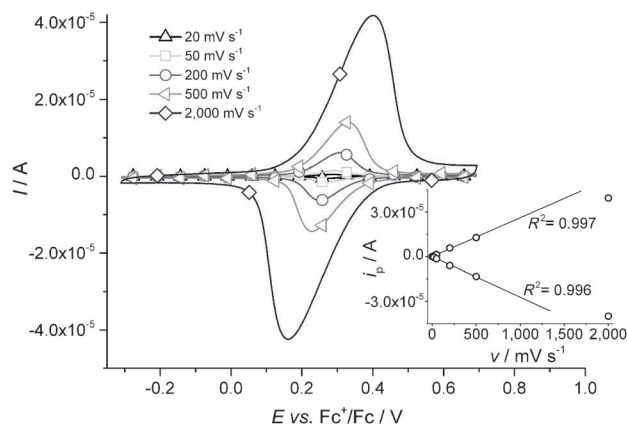 4.0x10⁻⁵
2.0x10⁻⁵
0.0
-2.0x10⁻⁵
-4.0x10⁻⁵
I / A
20 mV s⁻¹
50 mV s⁻¹
200 mV s⁻¹
500 mV s⁻¹
2,000 mV s⁻¹
-0.2
0.0
0.2
0.4
0.6
0.8
1.0
E vs. Fc⁺/Fc / V
3.0x10⁻⁵
0.0
-3.0x10⁻⁵
iₚ / A
R²= 0.997
R²= 0.996
0
500
1,000
1,500
2,000
v / mV s⁻¹